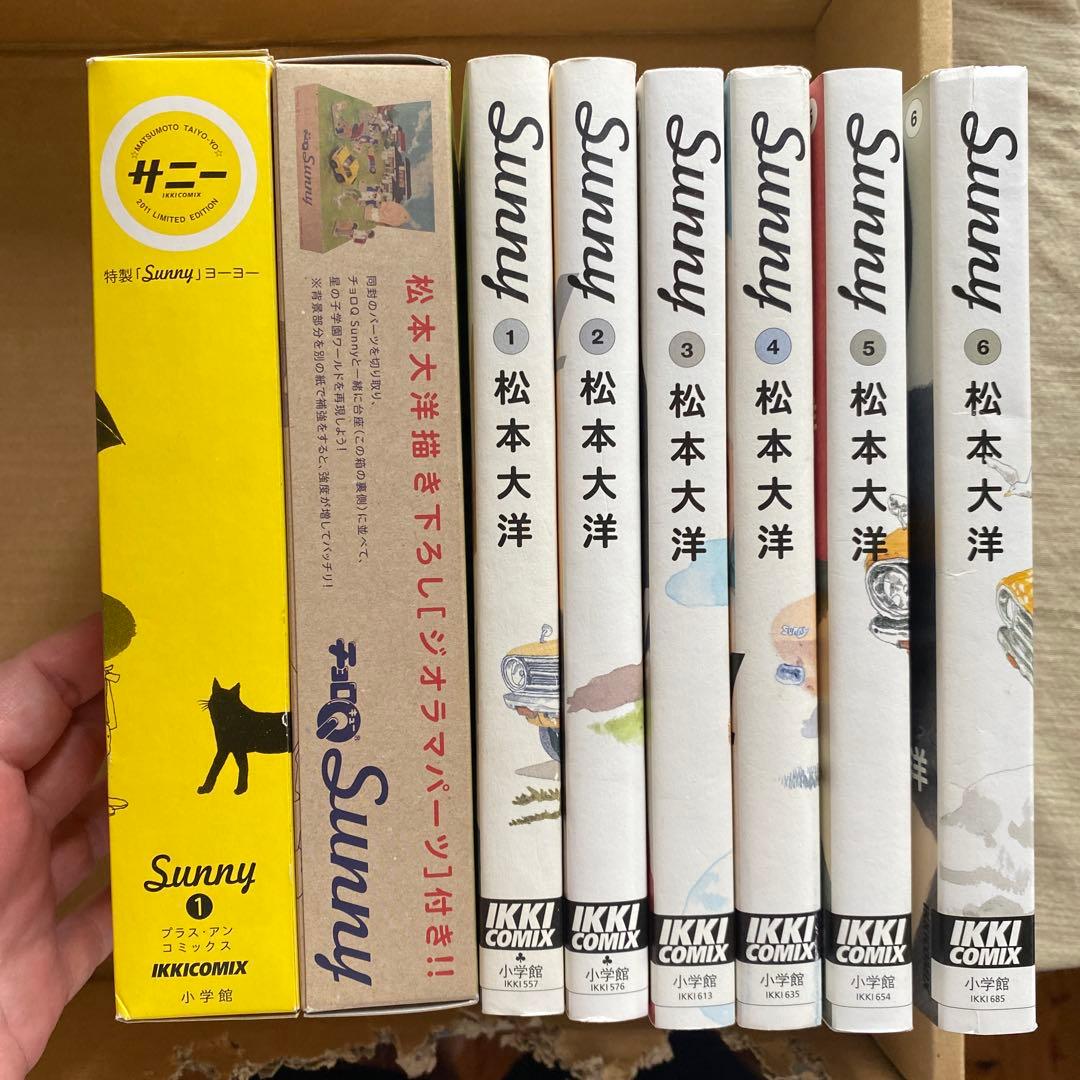 ☆MATSUMOTO TAIYO-YO☆
サニー
IKKICOMIX
2011 LIMITED EDITION
特製「Sunny」ヨーヨー
Sunny
1
プラス・アン
コミックス
IKKICOMIX
小学館
Sunny
松本大洋描き下ろし[ジオラマパーツ]付き!!
同封のパーツを切り取り、
チョロQ Sunnyと一緒に台座(この箱の裏側)に並べて、
星の子学園ワールドを再現しよう!
※背景部分を別の紙で補強をすると、強度が増してバッチリ!
チョロQ
キュー
®
Sunny
Sunny
1
松本大洋
IKKI
COMIX
小学館
IKKI 557
Sunny
2
松本大洋
IKKI
COMIX
小学館
IKKI 576
Sunny
3
松本大洋
IKKI
COMIX
小学館
IKKI 613
Sunny
4
松本大洋
SUNNY
IKKI
COMIX
小学館
IKKI 635
Sunny
5
松本大洋
IKKI
COMIX
小学館
IKKI 654
6
Sunny
6
松本大洋
IKKI
COMIX
小学館
IKKI 685